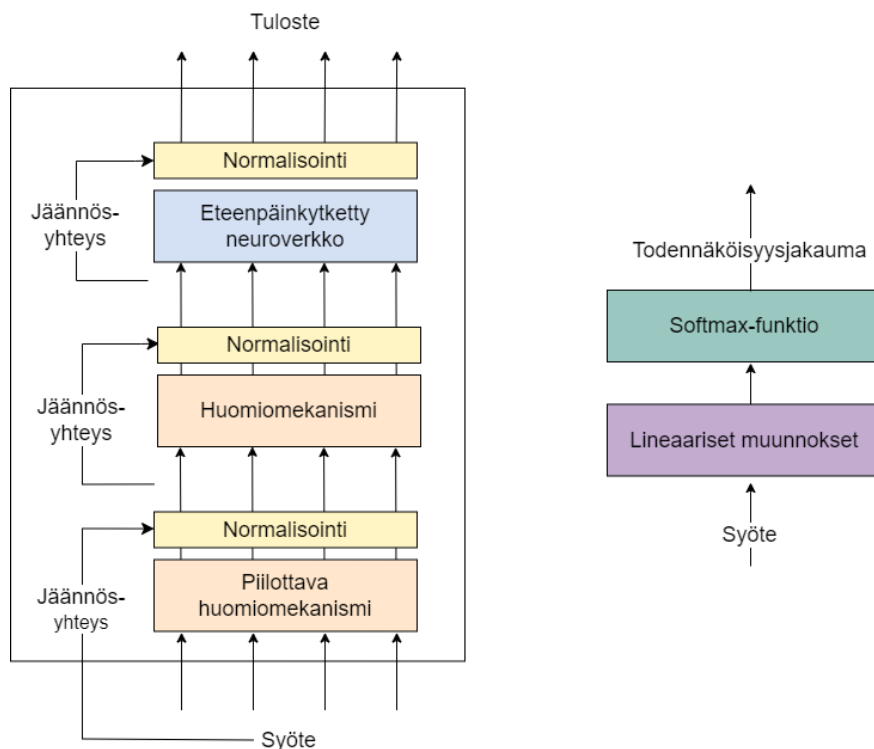 Tuloste
Normalisointi
Jäännös-
yhteys
Eteenpäinkytketty
neuroverkko
Normalisointi
Jäännös-
yhteys
Huomiomekanismi
Normalisointi
Jäännös-
yhteys
Piilottava
huomiomekanismi
Syöte
Todennäköisyysjakauma
Softmax-funktio
Lineaariset muunnokset
Syöte